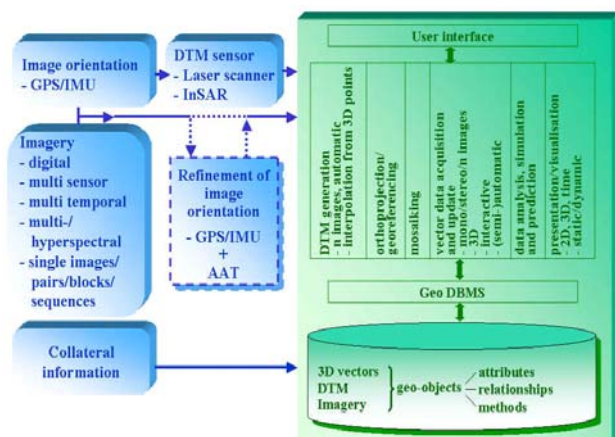 Image orientation
- GPS/IMU
DTM sensor
- Laser scanner
- InSAR
Imagery
- digital
- multi sensor
- multi temporal
- multi-/
hyperspectral
- single images/
pairs/blocks/
sequences
Refinement of
image
orientation
- GPS/IMU
+
AAT
Collateral
information
User interface
DTM generation
- n images, automatic
- interpolation from 3D points
orthoprojection/
georeferencing
mosaiking
vector data acquisition
and update
- mono/stereo/n images
- 3D
- interactive
- (semi-)automatic
data analysis, simulation
and prediction
presentation/visualisation
- 2D, 3D, time
- static/dynamic
Geo DBMS
3D vectors
DTM
Imagery
geo-objects
attributes
relationships
methods